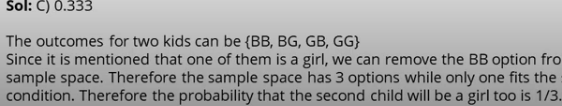 Sol: C) 0.333
The outcomes for two kids can be {BB, BG, GB, GG}
Since it is mentioned that one of them is a girl, we can remove the BB option fro
sample space. Therefore the sample space has 3 options while only one fits the
condition. Therefore the probability that the second child will be a girl too is 1/3.